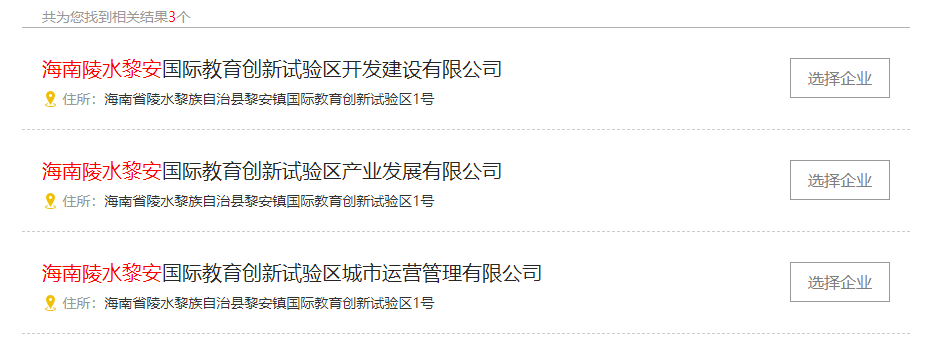 共为您找到相关结果3个
海南陵水黎安国际教育创新试验区开发建设有限公司
选择企业
住所：海南省陵水黎族自治县黎安镇国际教育创新试验区1号
海南陵水黎安国际教育创新试验区产业发展有限公司
选择企业
住所：海南省陵水黎族自治县黎安镇国际教育创新试验区1号
海南陵水黎安国际教育创新试验区城市运营管理有限公司
选择企业
住所：海南省陵水黎族自治县黎安镇国际教育创新试验区1号